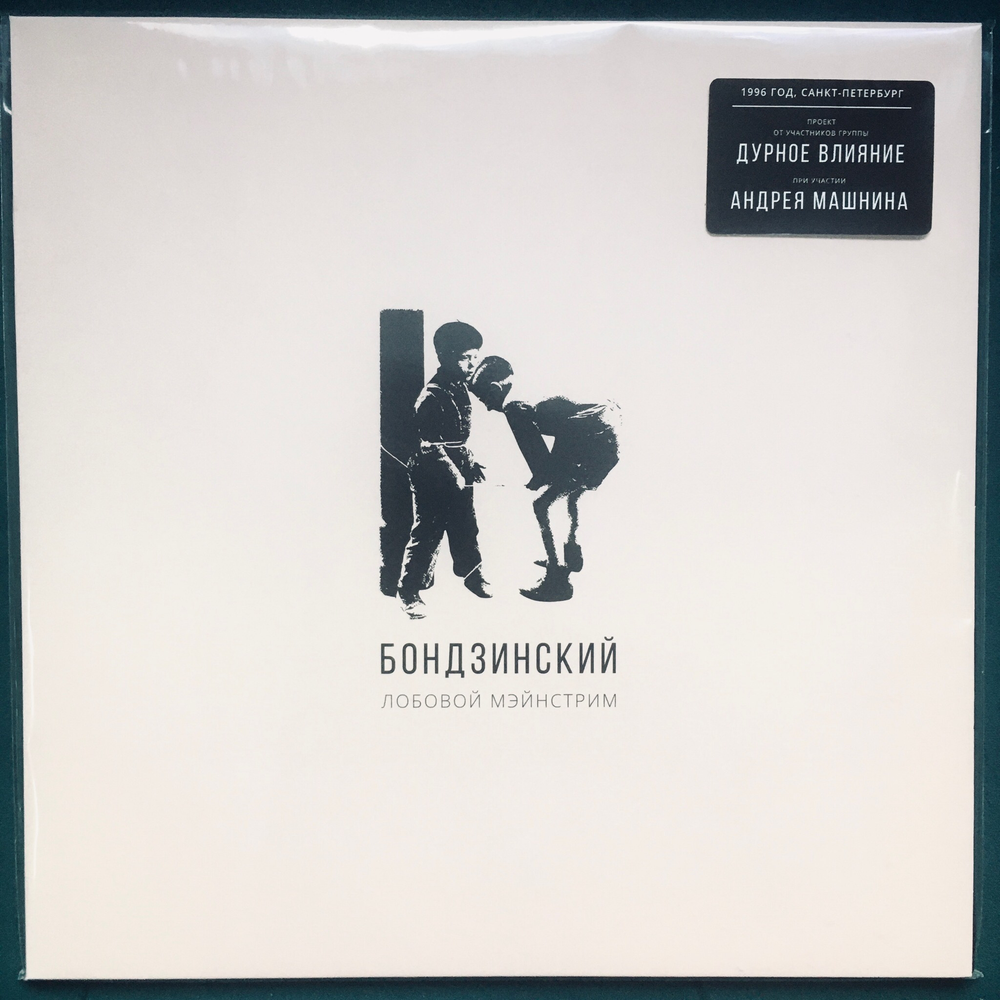 1996 ГОД, САНКТ-ПЕТЕРБУРГ
ПРОЕКТ
ОТ УЧАСТНИКОВ ГРУППЫ
ДУРНОЕ ВЛИЯНИЕ
ПРИ УЧАСТИИ
АНДРЕЯ МАШНИНА
БОНДЗИНСКИЙ
ЛОБОВОЙ МЭЙНСТРИМ